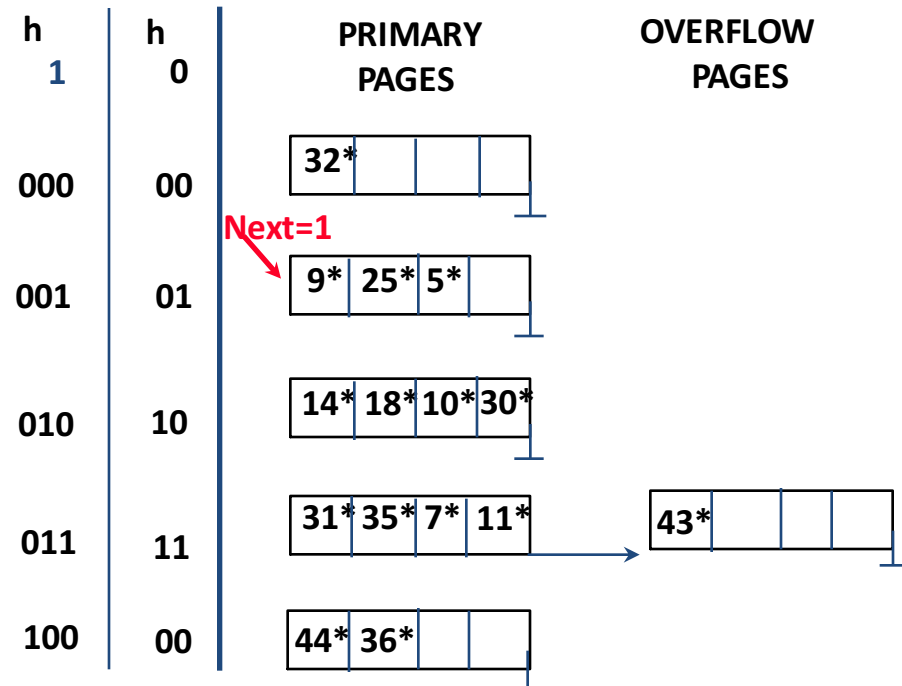 h h PRIMARY OVERFLOW
1 0 PAGES PAGES
32*
000 00
Next=1
9* 25* 5*
001 01
14* 18* 10* 30*
010 10
31* 35* 7* 11* 43*
011 11
100 00 44* 36*